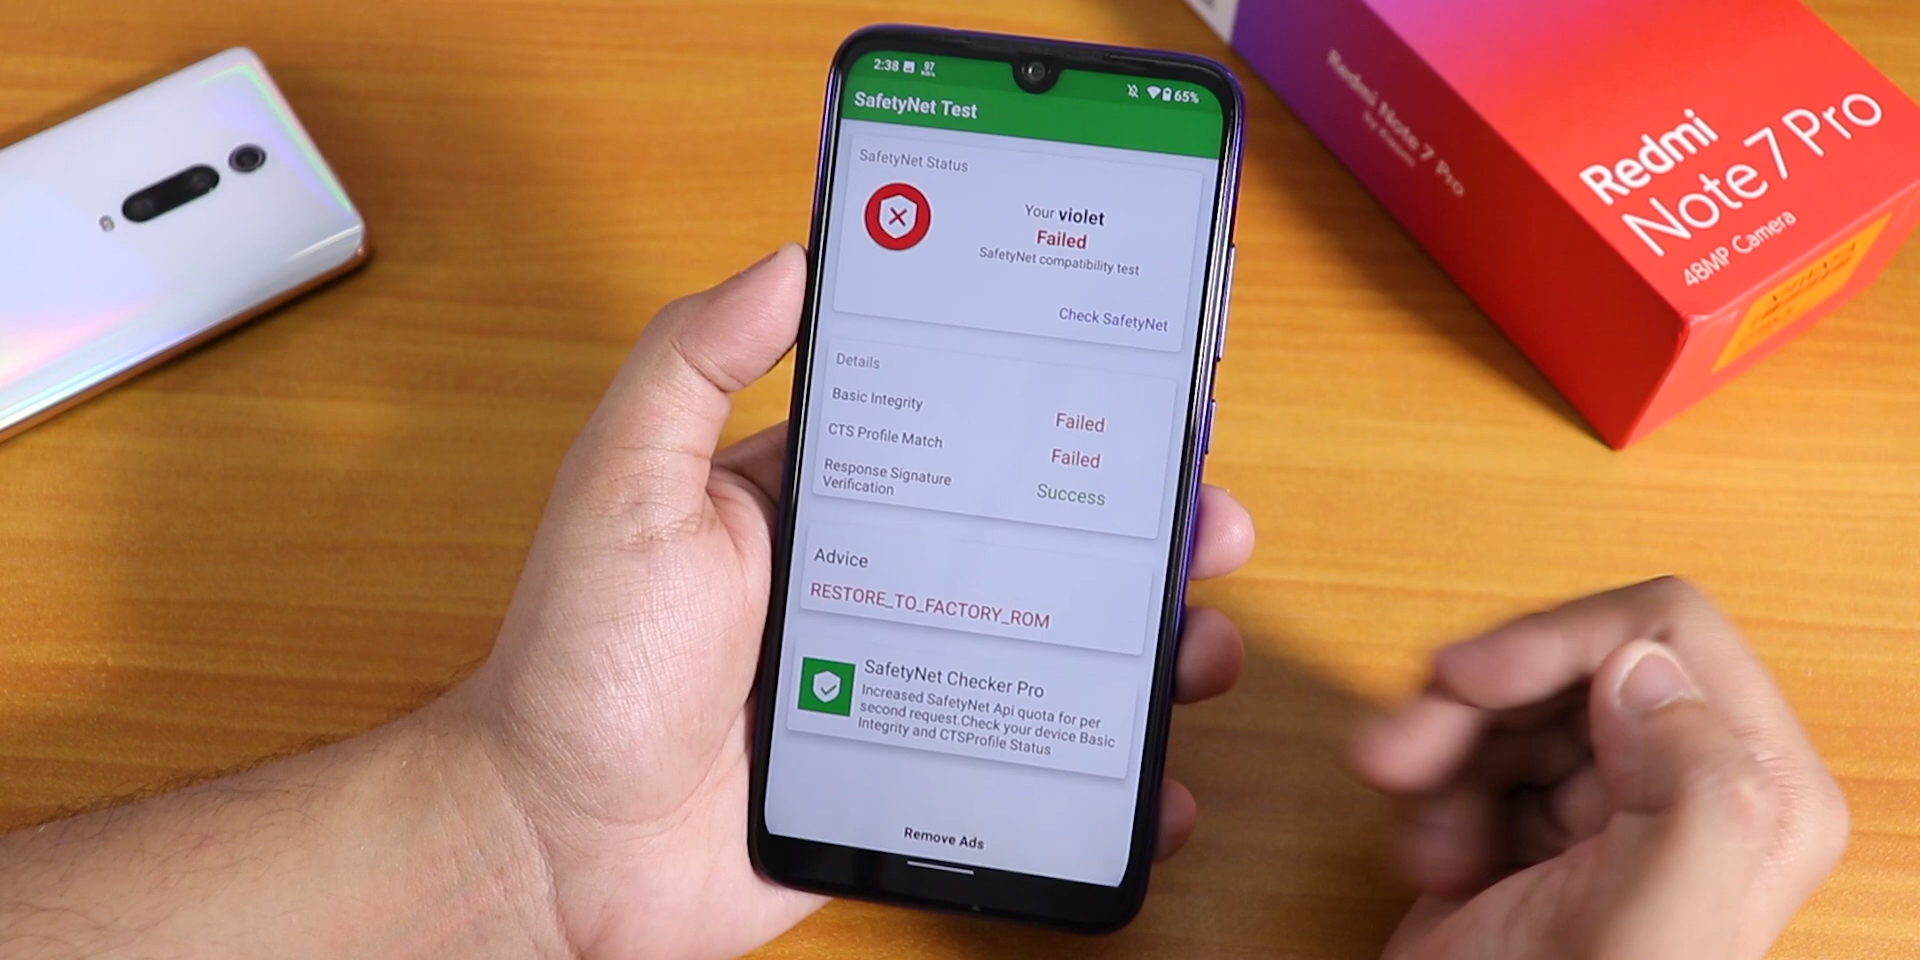 2:38
97
KB/s
65%
SafetyNet Test
SafetyNet Status
Your violet
Failed
SafetyNet compatibility test
Check SafetyNet
Details
Basic Integrity
Failed
CTS Profile Match
Failed
Response Signature
Verification
Success
Advice
RESTORE_TO_FACTORY_ROM
SafetyNet Checker Pro
Increased SafetyNet Api quota for per
second request.Check your device Basic
Integrity and CTSProfile Status
Remove Ads
Redmi Note 7 Pro
Redmi
Note 7 Pro
48MP Camera